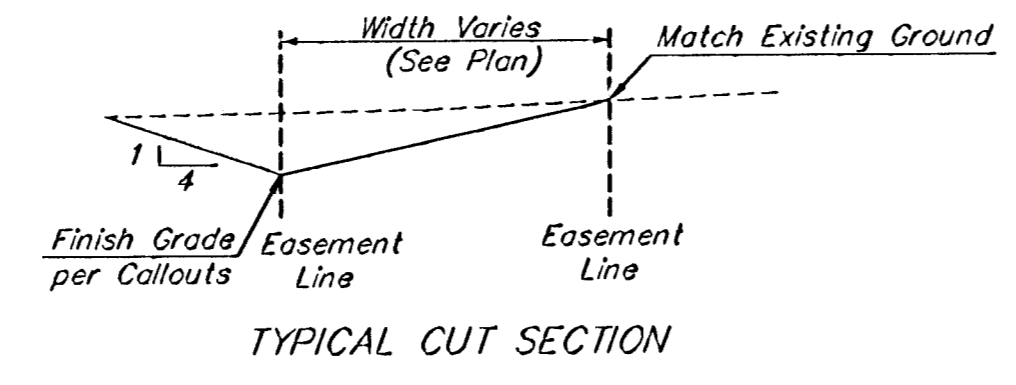 Width Varies
(See Plan)
Match Existing Ground
1
4
Finish Grade
per Callouts
Easement
Line
Easement
Line
TYPICAL CUT SECTION